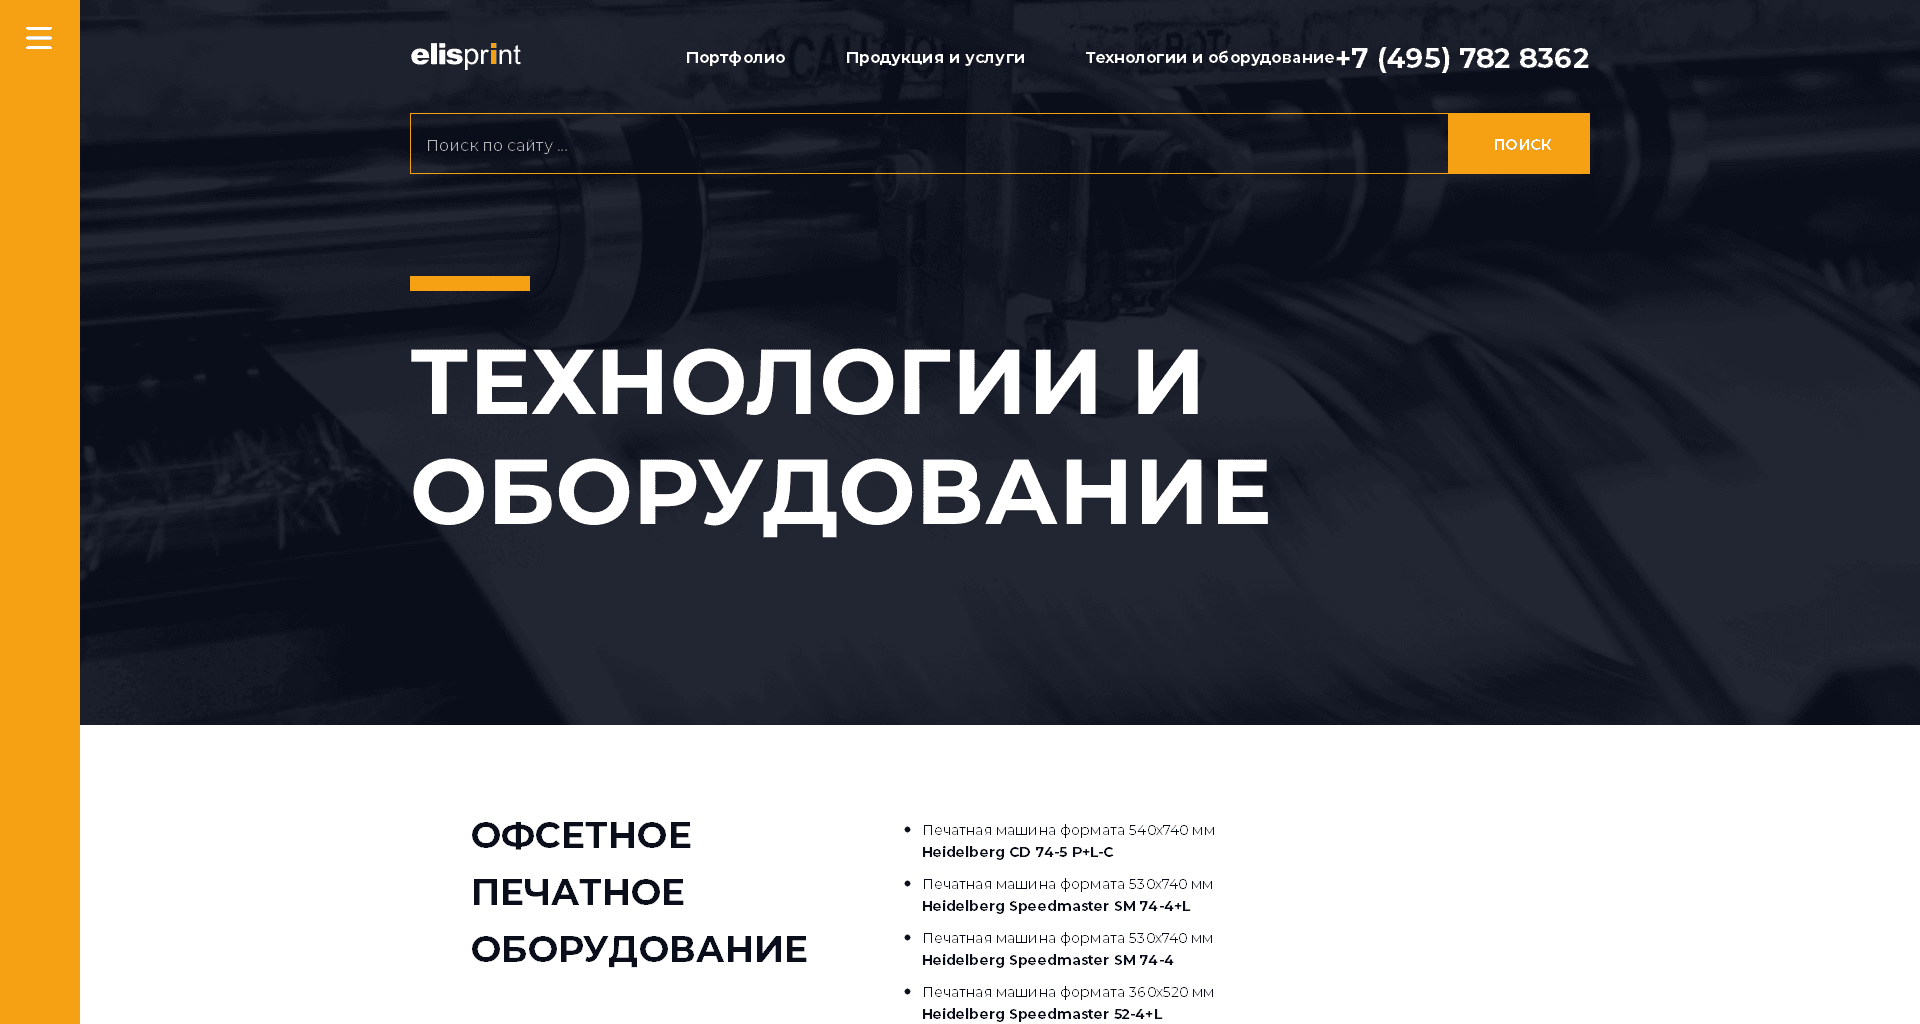 elisprint
Портфолио
Продукция и услуги
Технологии и оборудование
+7 (495) 782 8362
Поиск по сайту ...
ПОИСК
ТЕХНОЛОГИИ И
ОБОРУДОВАНИЕ
ОФСЕТНОЕ
ПЕЧАТНОЕ
ОБОРУДОВАНИЕ
Печатная машина формата 540х740 мм
Heidelberg CD 74-5 P+L-C
Печатная машина формата 530х740 мм
Heidelberg Speedmaster SM 74-4+L
Печатная машина формата 530х740 мм
Heidelberg Speedmaster SM 74-4
Печатная машина формата 360х520 мм
Heidelberg Speedmaster 52-4+L